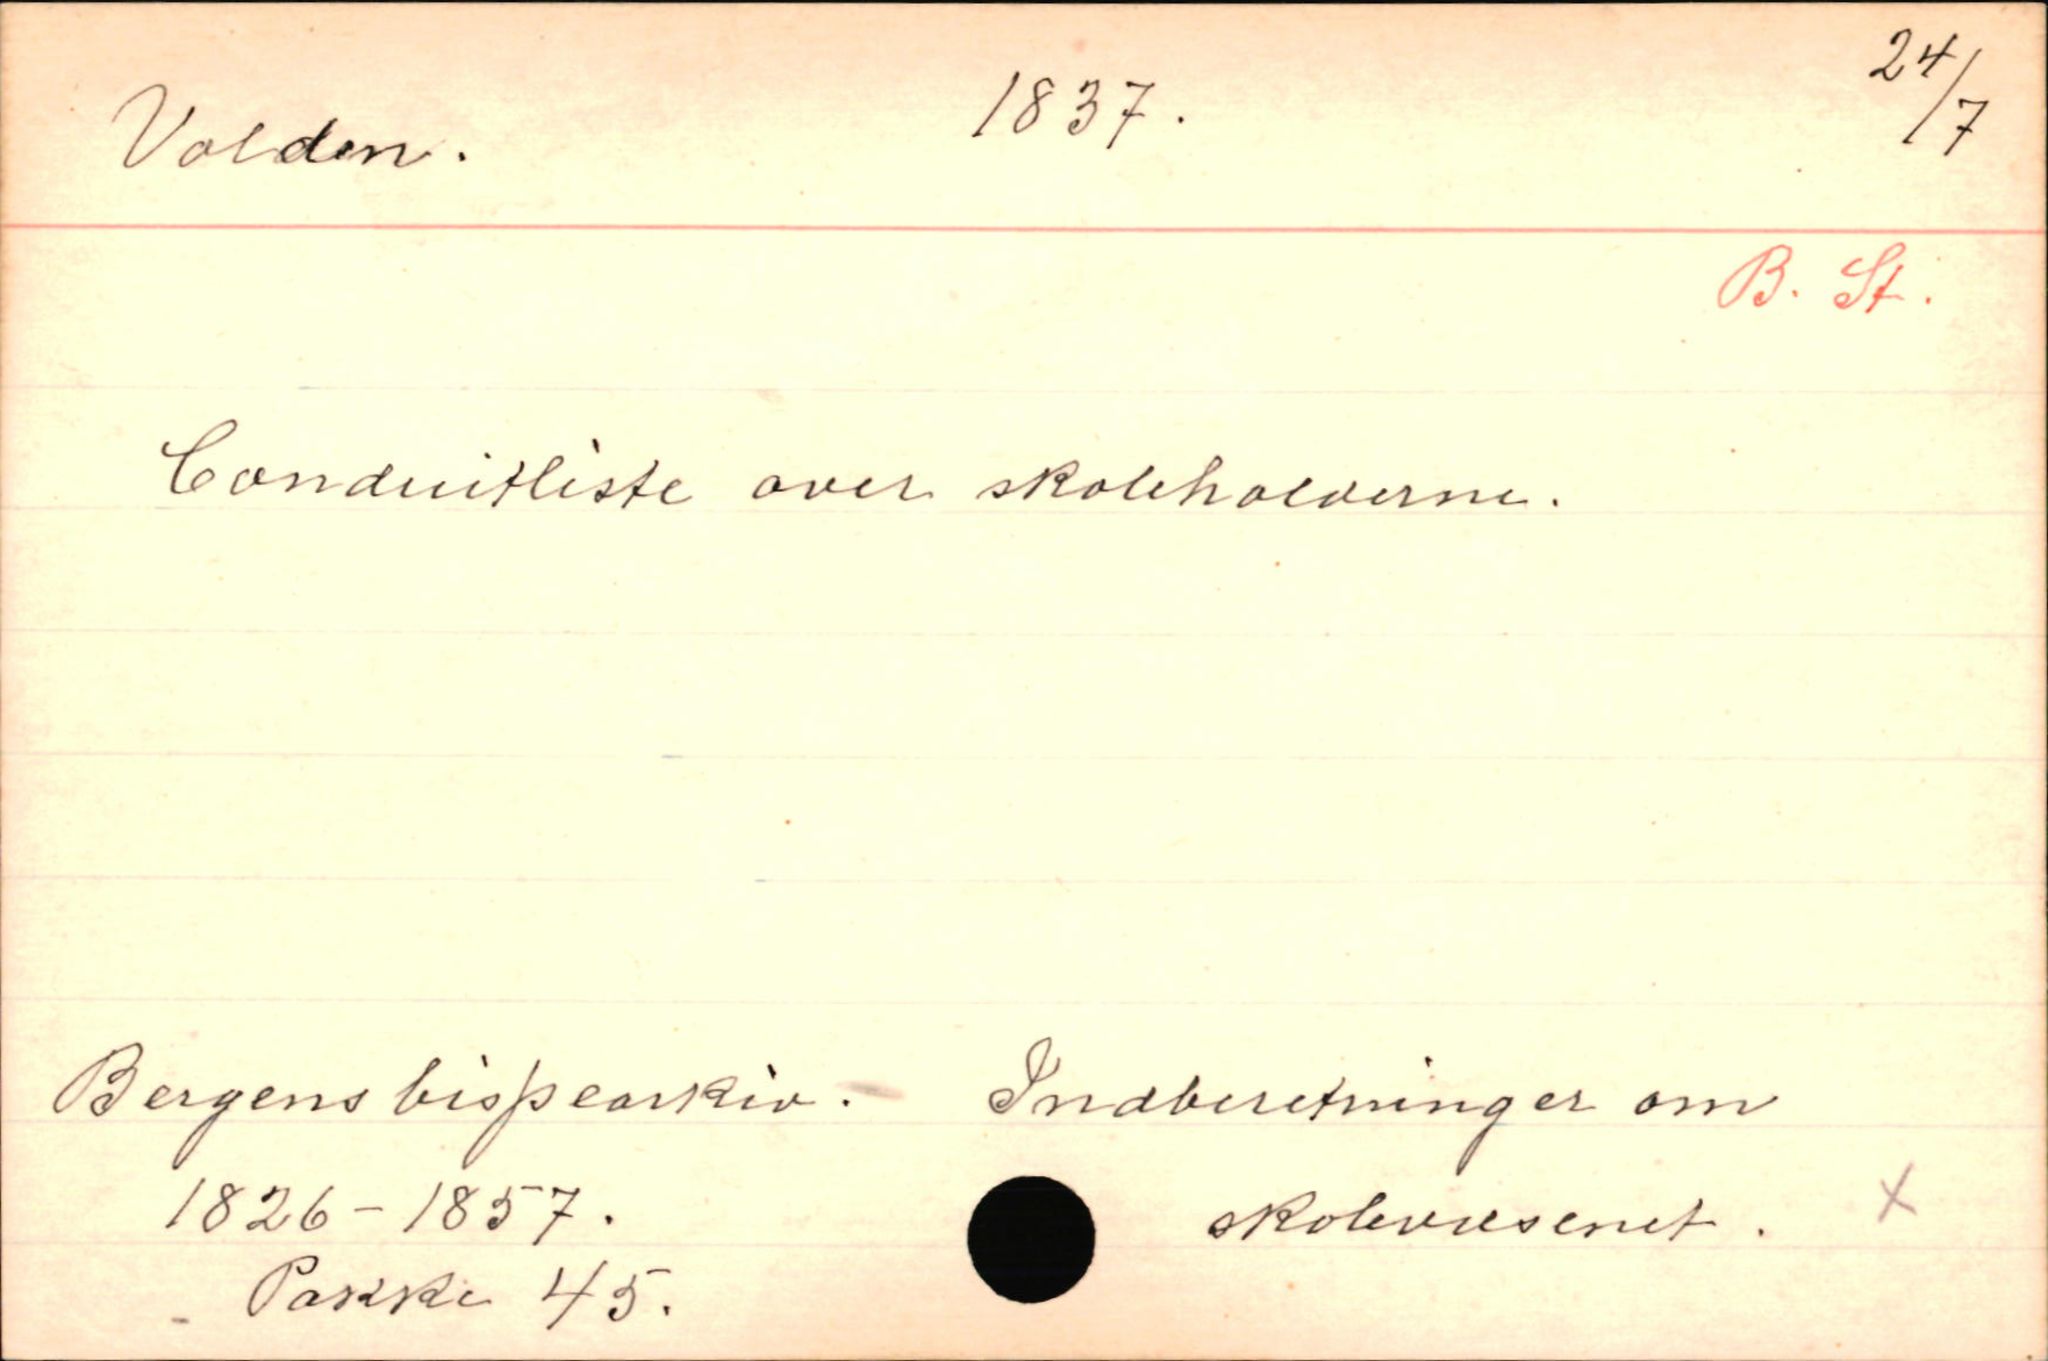 Volden. 1837. 24/7
B. St.
Conduitliste over skoleholderne.
Bergens bispearkiv. Indberetninger om
1826-1857. skolevæsenet. x
Pakke 45.